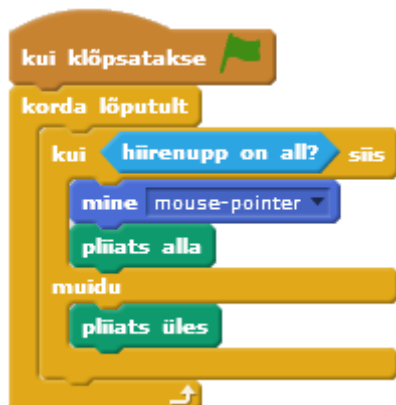 kui klõpsatakse
korda lõputult
kui hiirenupp on all? siis
mine mouse-pointer
pliiats alla
muidu
pliiats üles